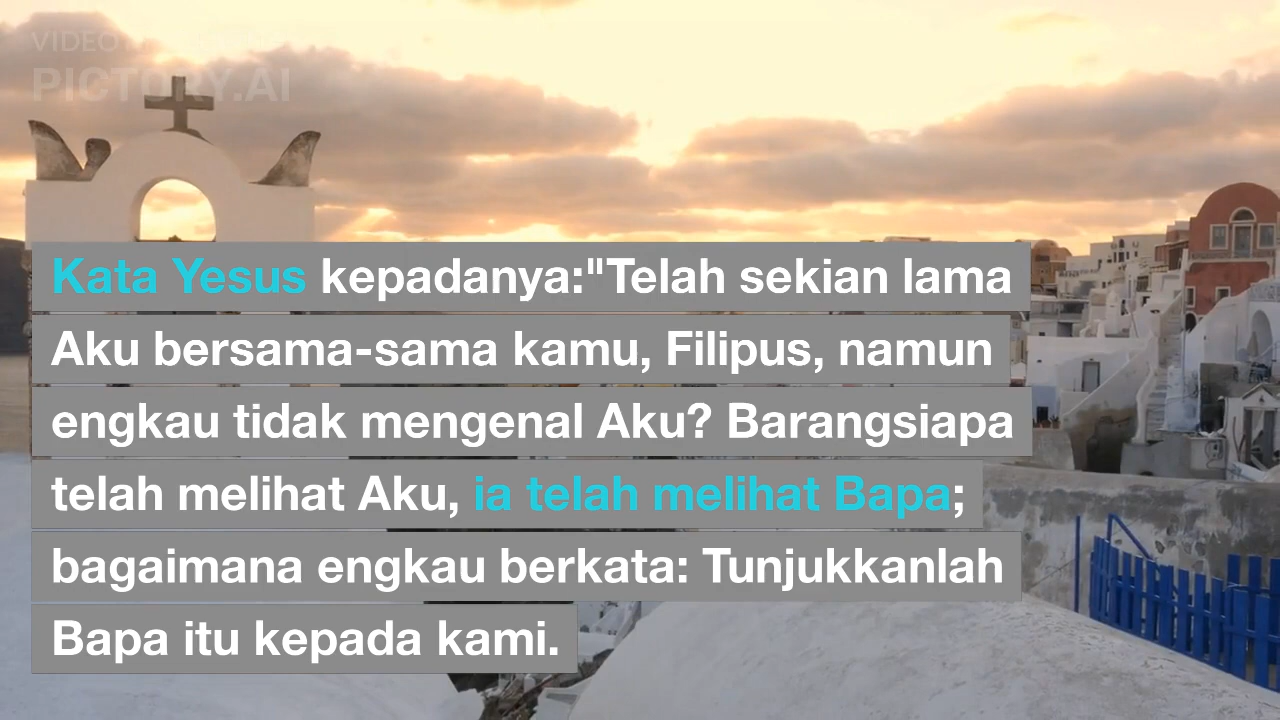 VIDEO
PICTORY.AI
Kata Yesus kepadanya:"Telah sekian lama
Aku bersama-sama kamu, Filipus, namun
engkau tidak mengenal Aku? Barangsiapa
telah melihat Aku, ia telah melihat Bapa;
bagaimana engkau berkata: Tunjukkanlah
Bapa itu kepada kami.